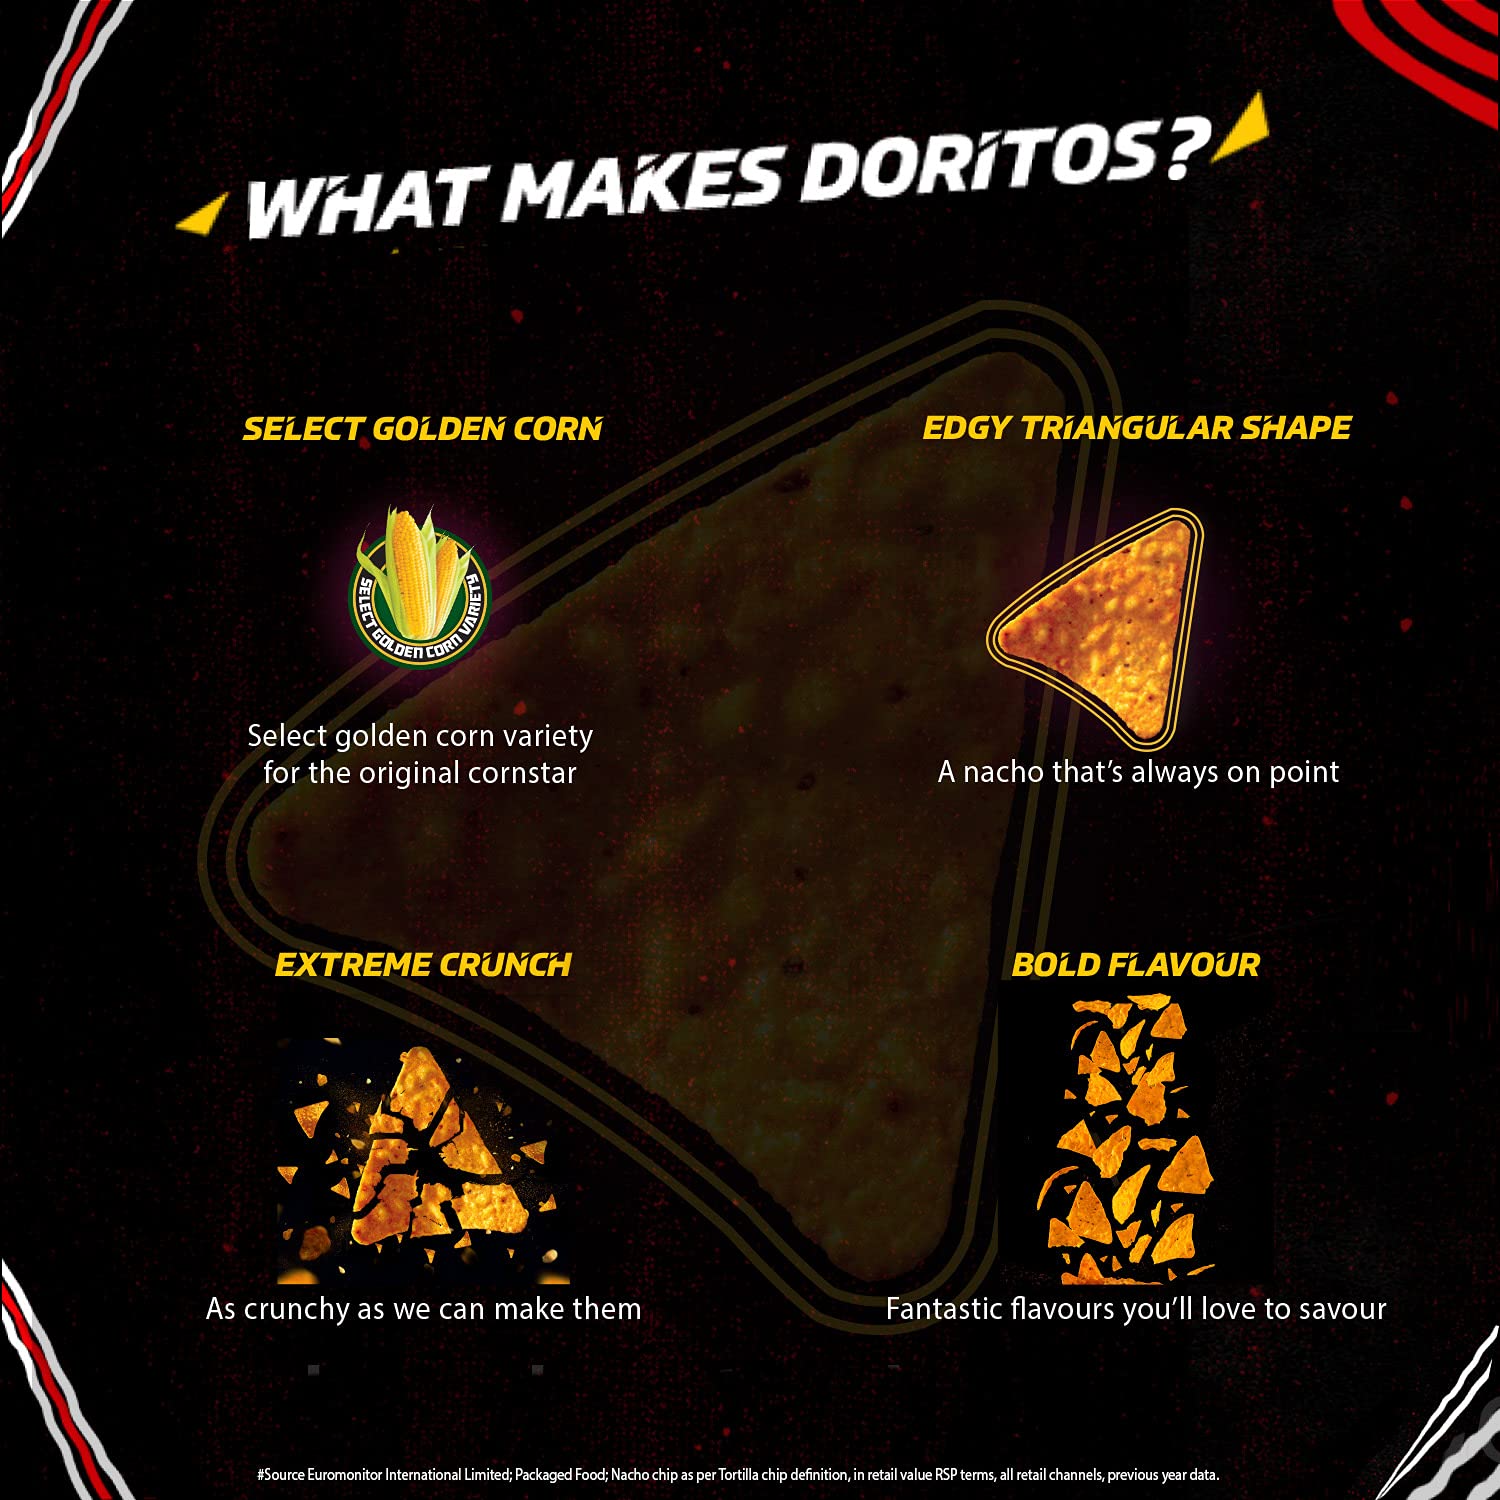 WHAT MAKES DORITOS?
SELECT GOLDEN CORN
EDGY TRIANGULAR SHAPE
SELECT GOLDEN CORN VARIETY
Select golden corn variety
for the original cornstar
A nacho that's always on point
EXTREME CRUNCH
BOLD FLAVOUR
As crunchy as we can make them
Fantastic flavours you'll love to savour
#Source Euromonitor International Limited; Packaged Food; Nacho chip as per Tortilla chip definition, in retail value RSP terms, all retail channels, previous year data.